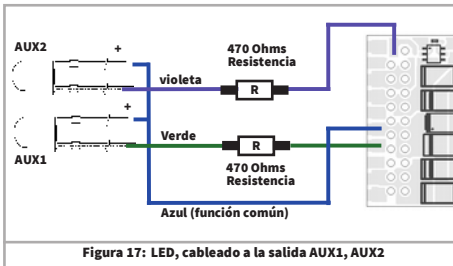 AUX2
+
470 Ohms
Resistencia
violeta
R
+
Verde
R
AUX1
470 Ohms
Resistencia
Azul (función común)
Figura 17: LED, cableado a la salida AUX1, AUX2